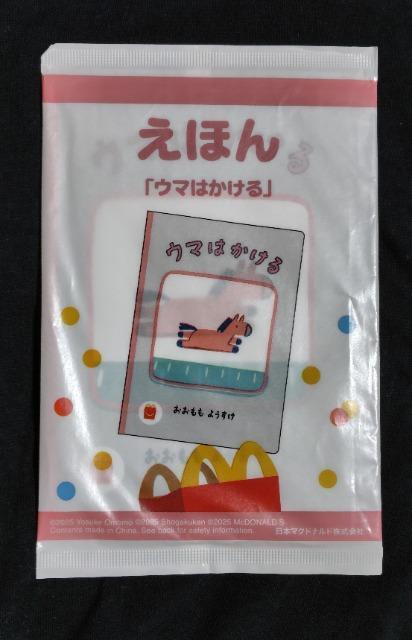 えほん
「ウマはかける」
ウマはかける
おおもも ようすけ
©2025 Yosuke Omomo ©2025 Shogakukan ©2025 McDONALD'S
Contents made in China. See back for safety information.
日本マクドナルド株式会社